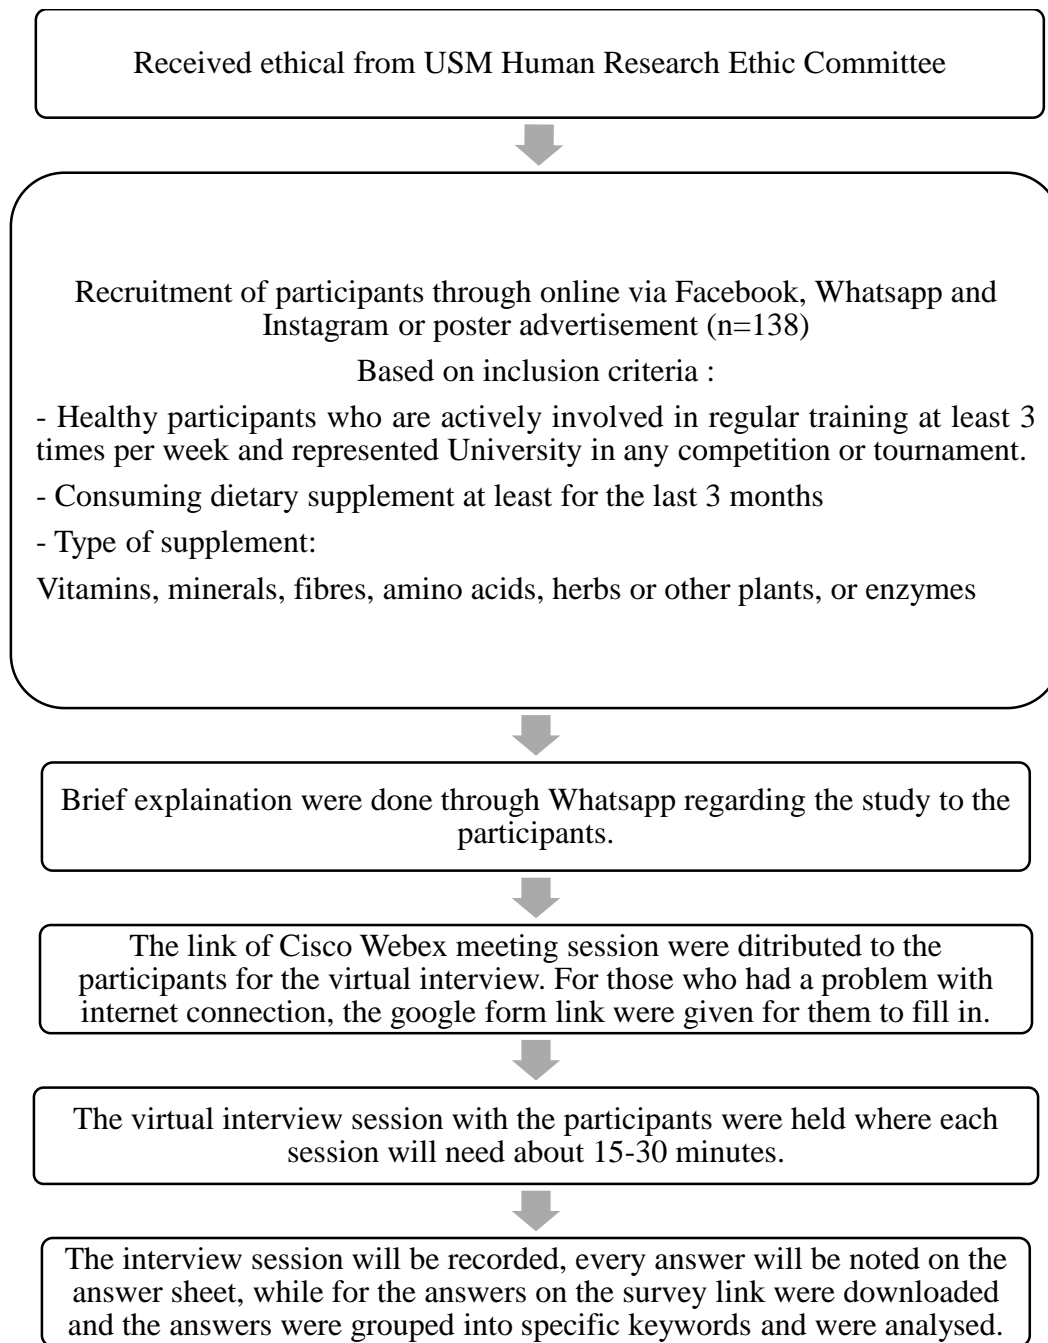 Received ethical from USM Human Research Ethic Committee
Recruitment of participants through online via Facebook, Whatsapp and
Instagram or poster advertisement (n=138)
Based on inclusion criteria :
- Healthy participants who are actively involved in regular training at least 3
times per week and represented University in any competition or tournament.
- Consuming dietary supplement at least for the last 3 months
- Type of supplement:
Vitamins, minerals, fibres, amino acids, herbs or other plants, or enzymes
Brief explaination were done through Whatsapp regarding the study to the
participants.
The link of Cisco Webex meeting session were ditributed to the
participants for the virtual interview. For those who had a problem with
internet connection, the google form link were given for them to fill in.
The virtual interview session with the participants were held where each
session will need about 15-30 minutes.
The interview session will be recorded, every answer will be noted on the
answer sheet, while for the answers on the survey link were downloaded
and the answers were grouped into specific keywords and were analysed.